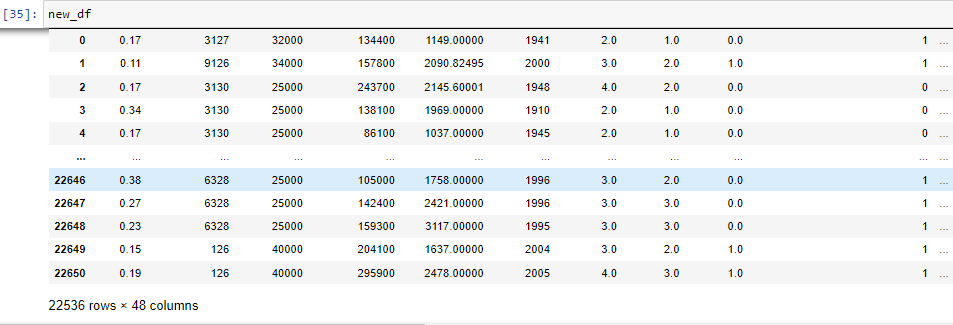 [35]: new_df
0 0.17 3127 32000 134400 1149.00000 1941 2.0 1.0 0.0 1 ...
1 0.11 9126 34000 157800 2090.82495 2000 3.0 2.0 1.0 1 ...
2 0.17 3130 25000 243700 2145.60001 1948 4.0 2.0 0.0 0 ...
3 0.34 3130 25000 138100 1969.00000 1910 2.0 1.0 0.0 0 ...
4 0.17 3130 25000 86100 1037.00000 1945 2.0 1.0 0.0 0 ...
... ... ... ... ... ... ... ... ... ... ... ...
22646 0.38 6328 25000 105000 1758.00000 1996 3.0 2.0 0.0 1 ...
22647 0.27 6328 25000 142400 2421.00000 1996 3.0 3.0 0.0 1 ...
22648 0.23 6328 25000 159300 3117.00000 1995 3.0 3.0 0.0 1 ...
22649 0.15 126 40000 204100 1637.00000 2004 3.0 2.0 1.0 1 ...
22650 0.19 126 40000 295900 2478.00000 2005 4.0 3.0 1.0 1 ...
22536 rows × 48 columns